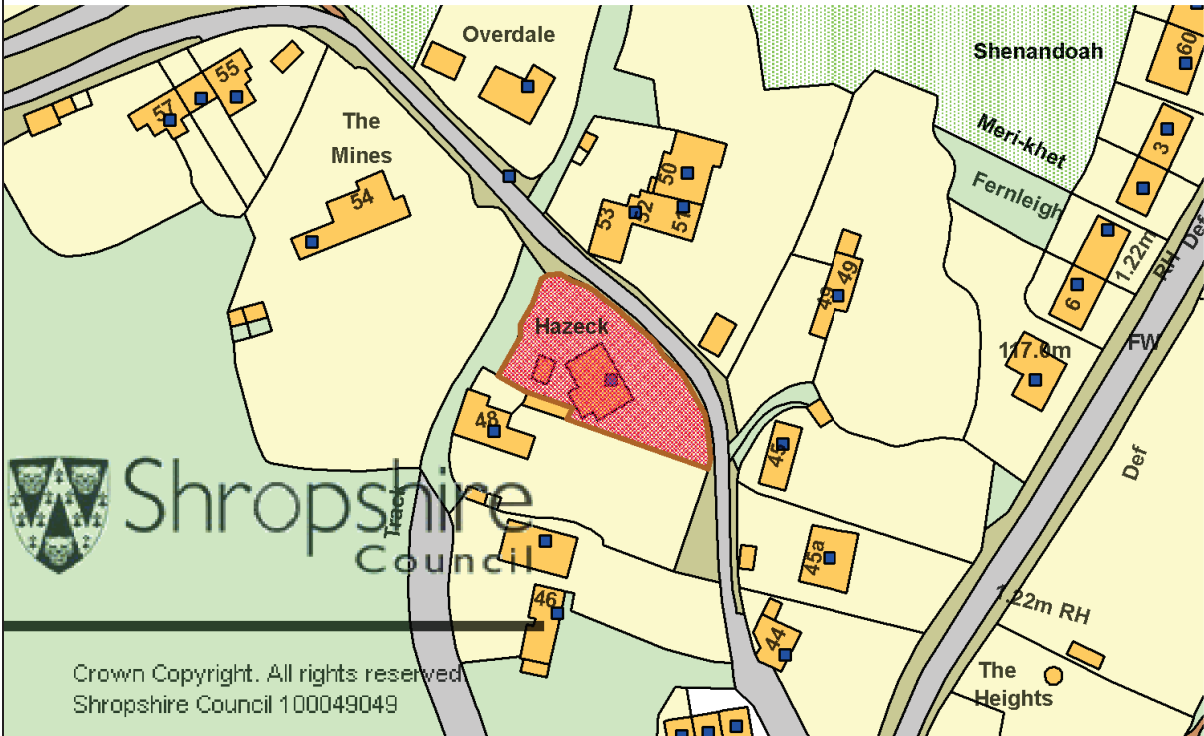 Overdale
Shenandoah
60
55
57
The
Mines
Meri-khet
3
50
Fernleigh
54
52
51
53
1.22m
RH
Def
49
49
6
Hazeck
117.0m
FW
48
45
Def
Shropshire
Council
Track
45a
46
1.22m RH
44
The
Heights
Crown Copyright. All rights reserved
Shropshire Council 100049049